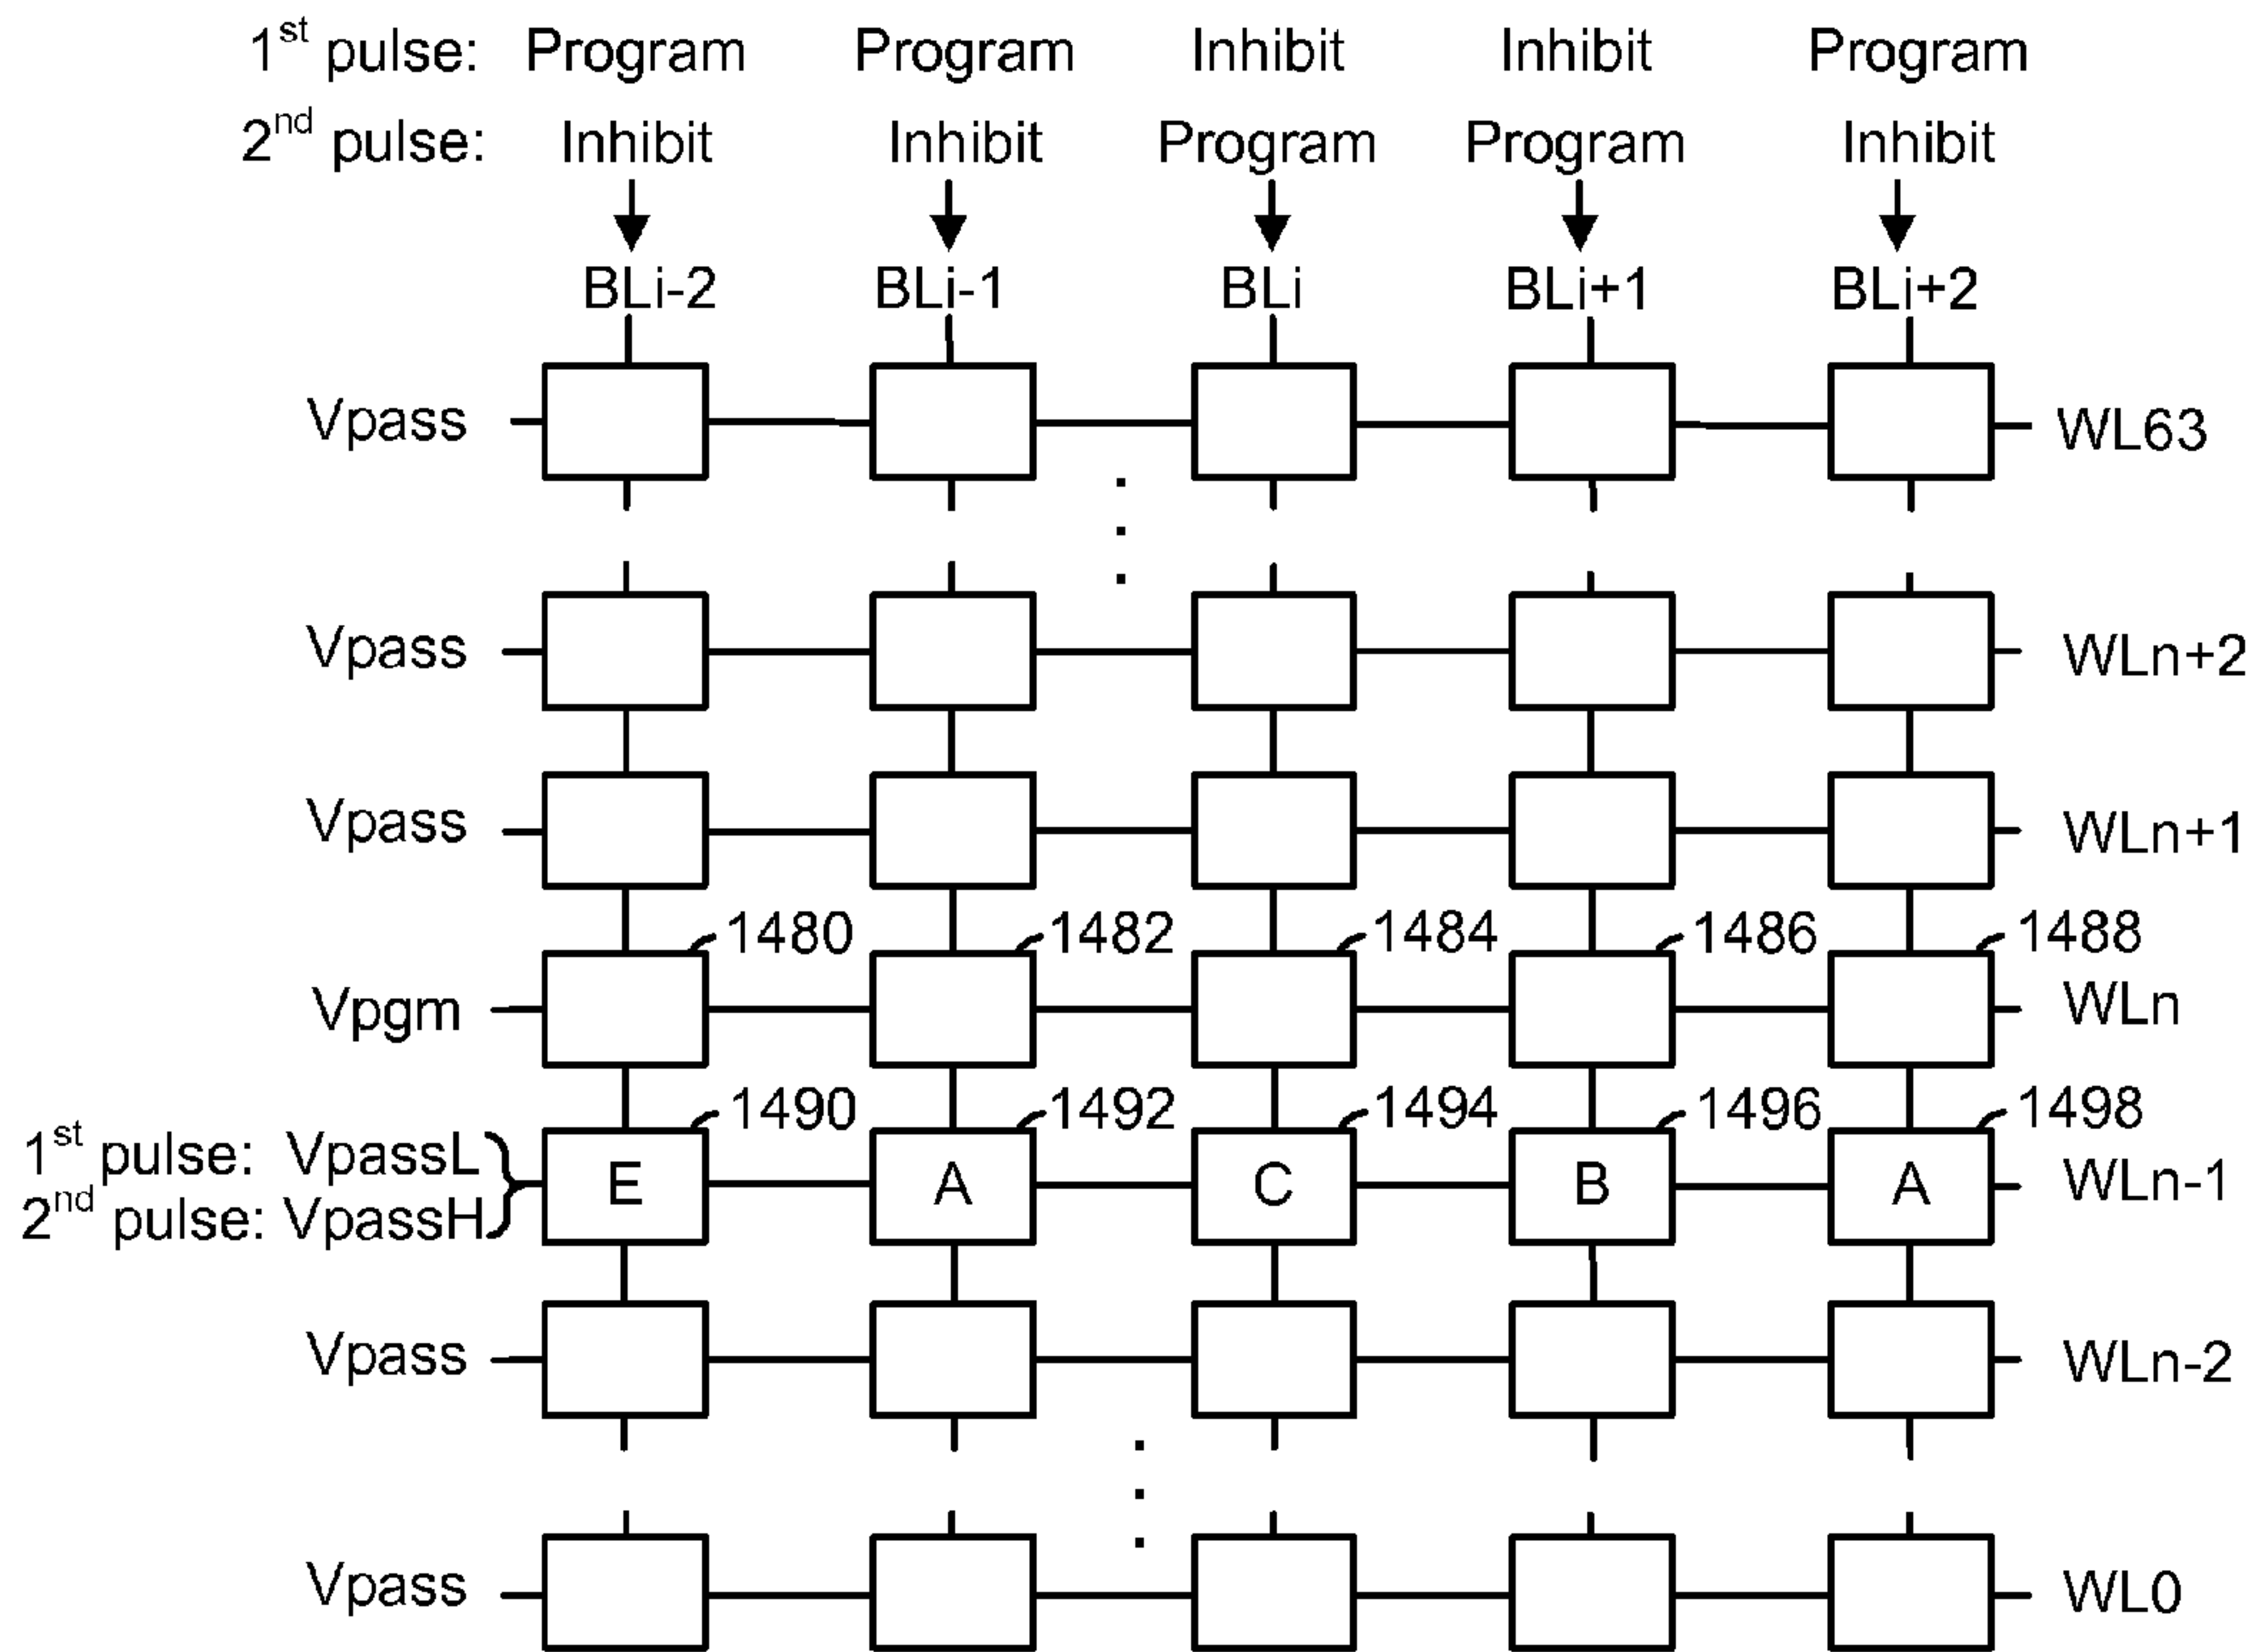 1st pulse: Program Program Inhibit Inhibit Program
2nd pulse: Inhibit Inhibit Program Program Inhibit
BLi-2 BLi-1 BLi BLi+1 BLi+2
Vpass WL63
Vpass WLn+2
Vpass WLn+1
1480 1482 1484 1486 1488
Vpgm WLn
1490 1492 1494 1496 1498
1st pulse: VpassL
E A C B A WLn-1
2nd pulse: VpassH
Vpass WLn-2
Vpass WL0